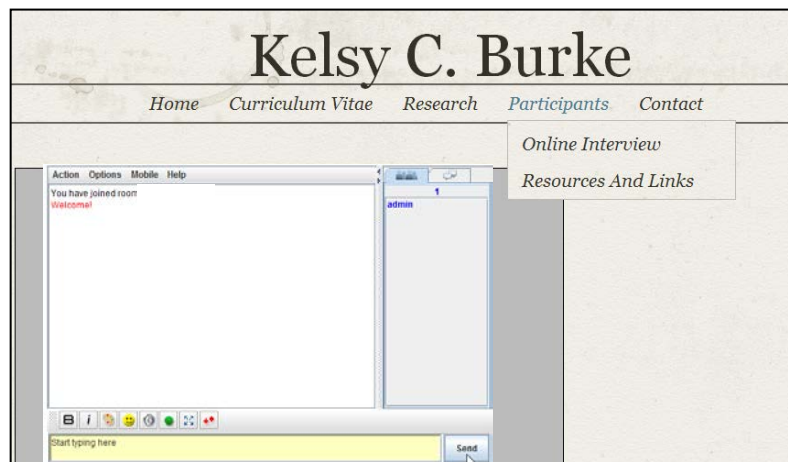 Kelsy C. Burke
Home Curriculum Vitae Research Participants Contact
Online Interview
Resources And Links
Action Options Mobile Help
You have joined room
Welcome!
1
admin
B i
Start typing here
Send